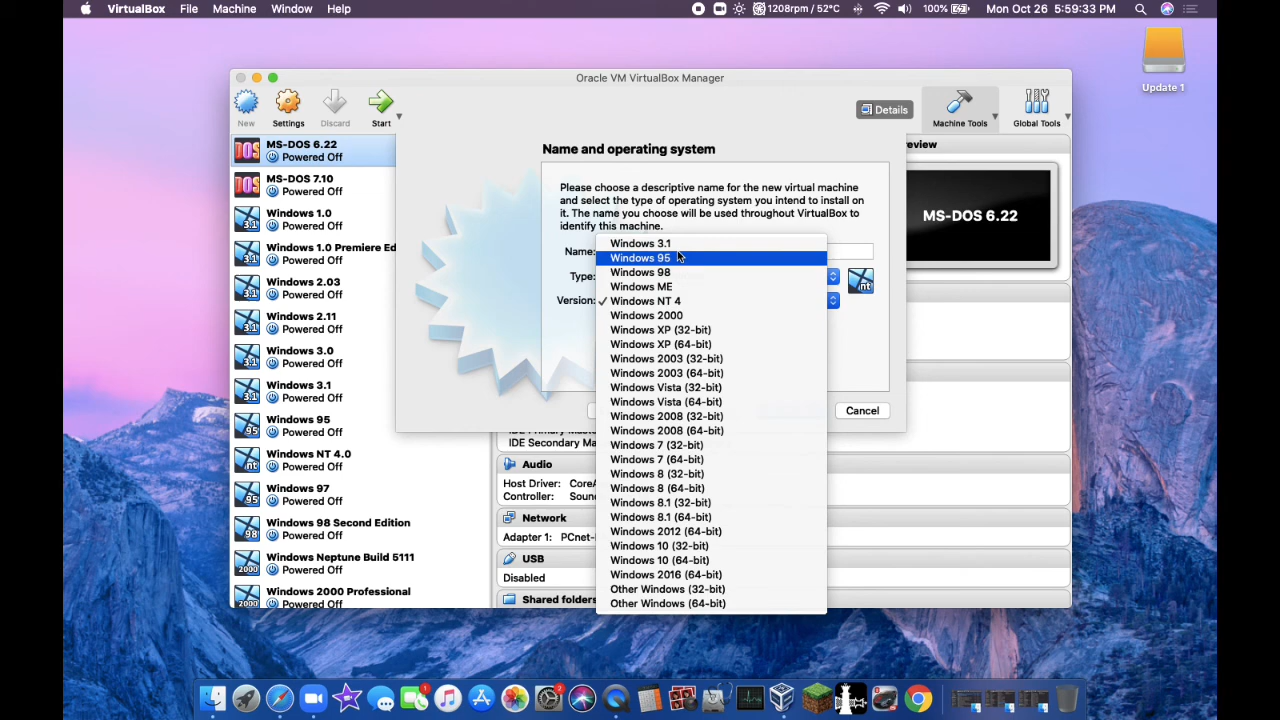 VirtualBox File Machine Window Help 1208rpm / 52°C 100% Mon Oct 26 5:59:33 PM
Update 1
Oracle VM VirtualBox Manager
New Settings Discard Start Details Machine Tools Global Tools
MS-DOS 6.22
Powered Off
MS-DOS 7.10
Powered Off
Windows 1.0
Powered Off
Windows 1.0 Premiere Ed
Powered Off
Windows 2.03
Powered Off
Windows 2.11
Powered Off
Windows 3.0
Powered Off
Windows 3.1
Powered Off
Windows 95
Powered Off
Windows NT 4.0
Powered Off
Windows 97
Powered Off
Windows 98 Second Edition
Powered Off
Windows Neptune Build 5111
Powered Off
Windows 2000 Professional
Powered Off
Name and operating system
Please choose a descriptive name for the new virtual machine
and select the type of operating system you intend to install on
it. The name you choose will be used throughout VirtualBox to
identify this machine.
Name:
Type:
Version:
Windows 3.1
Windows 95
Windows 98
Windows ME
✓ Windows NT 4
Windows 2000
Windows XP (32-bit)
Windows XP (64-bit)
Windows 2003 (32-bit)
Windows 2003 (64-bit)
Windows Vista (32-bit)
Windows Vista (64-bit)
Windows 2008 (32-bit)
Windows 2008 (64-bit)
Windows 7 (32-bit)
Windows 7 (64-bit)
Windows 8 (32-bit)
Windows 8 (64-bit)
Windows 8.1 (32-bit)
Windows 8.1 (64-bit)
Windows 2012 (64-bit)
Windows 10 (32-bit)
Windows 10 (64-bit)
Windows 2016 (64-bit)
Other Windows (32-bit)
Other Windows (64-bit)
Cancel
eview
MS-DOS 6.22
IDE Secondary Ma
Audio
Host Driver: CoreA
Controller: Soun
Network
Adapter 1: PCnet-
USB
Disabled
Shared folders